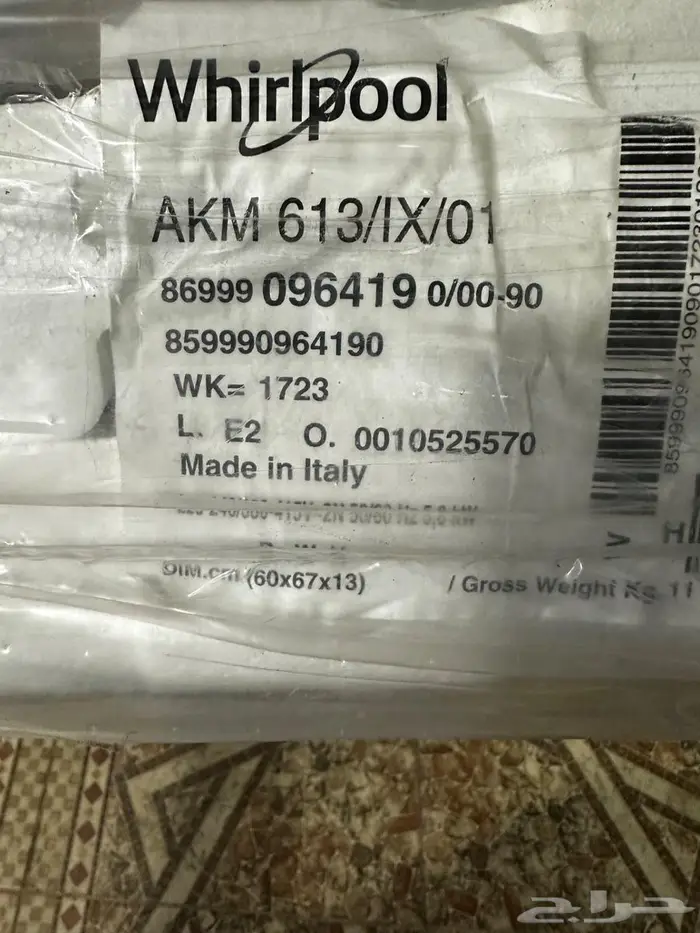 Whirlpool
AKM 613/IX/01
86999 096419 0/00-90
859990964190
WK= 1723
L. E2 O. 0010525570
Made in Italy
DIM.cm (60x67x13) / Gross Weight Kg. 11
حراج